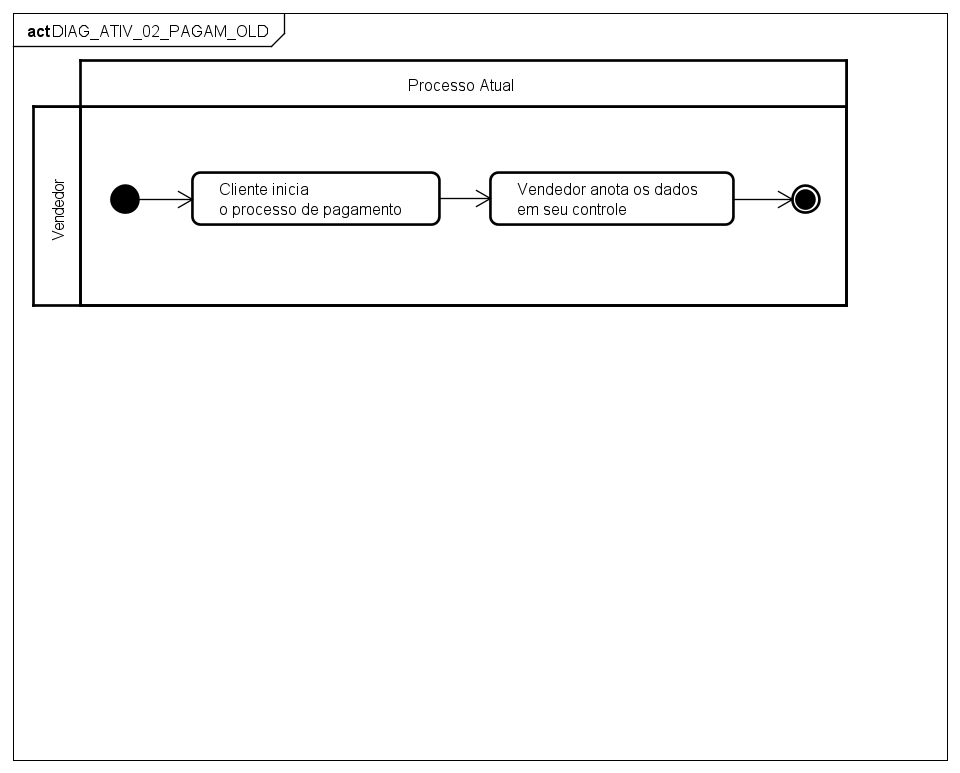 act DIAG_ATIV_02_PAGAM_OLD
Processo Atual
Vendedor
Cliente inicia
o processo de pagamento
Vendedor anota os dados
em seu controle